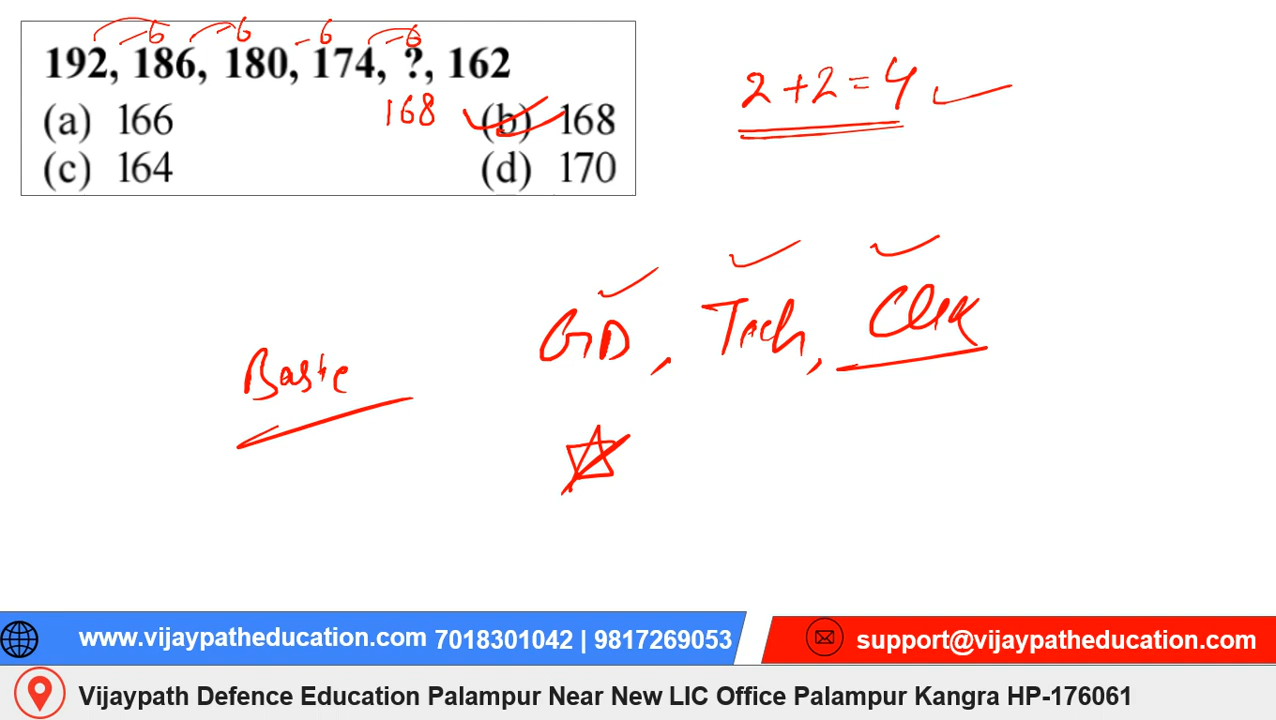 -6 -6 -6 -6
192, 186, 180, 174, ?, 162
168
(a) 166 (b) 168
(c) 164 (d) 170
2+2=4
GD, Tech, Clerk
Basic
www.vijaypatheducation.com 7018301042 | 9817269053
support@vijaypatheducation.com
Vijaypath Defence Education Palampur Near New LIC Office Palampur Kangra HP-176061